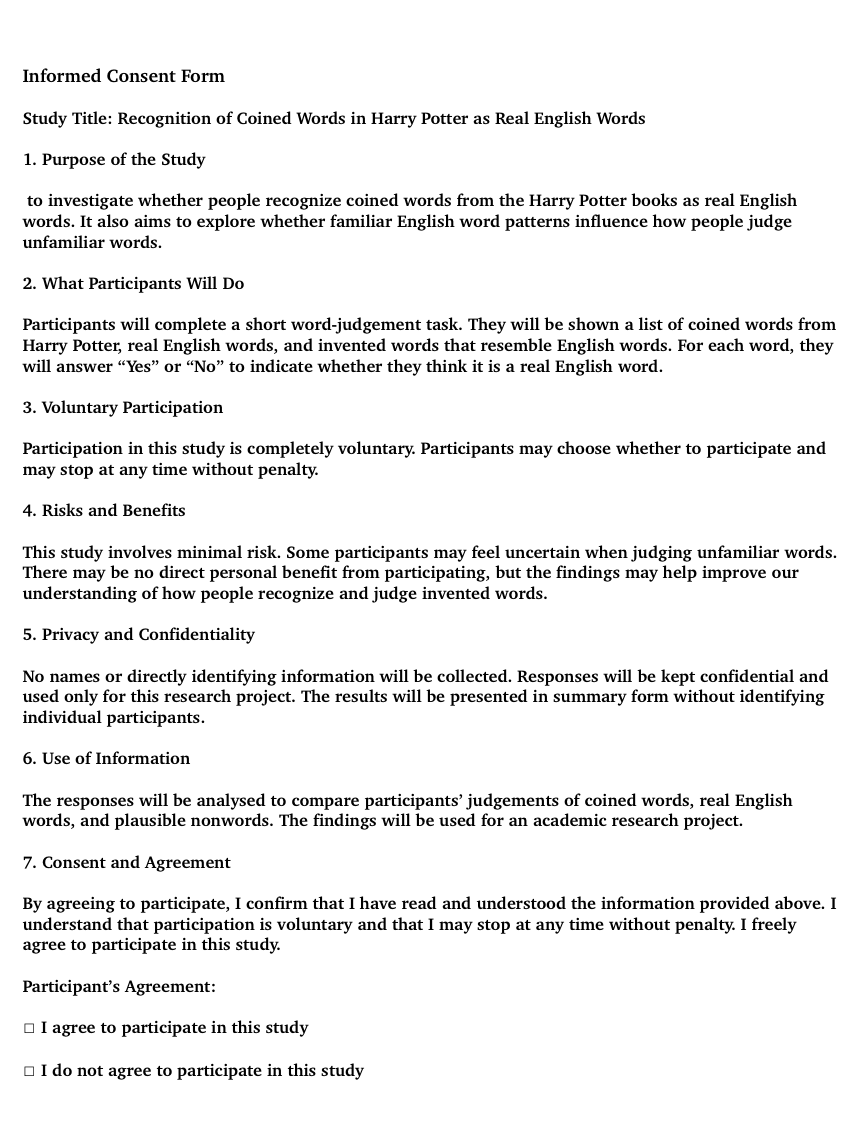 Informed Consent Form
Study Title: Recognition of Coined Words in Harry Potter as Real English Words
1. Purpose of the Study
to investigate whether people recognize coined words from the Harry Potter books as real English
words. It also aims to explore whether familiar English word patterns influence how people judge
unfamiliar words.
2. What Participants Will Do
Participants will complete a short word-judgement task. They will be shown a list of coined words from
Harry Potter, real English words, and invented words that resemble English words. For each word, they
will answer “Yes” or “No” to indicate whether they think it is a real English word.
3. Voluntary Participation
Participation in this study is completely voluntary. Participants may choose whether to participate and
may stop at any time without penalty.
4. Risks and Benefits
This study involves minimal risk. Some participants may feel uncertain when judging unfamiliar words.
There may be no direct personal benefit from participating, but the findings may help improve our
understanding of how people recognize and judge invented words.
5. Privacy and Confidentiality
No names or directly identifying information will be collected. Responses will be kept confidential and
used only for this research project. The results will be presented in summary form without identifying
individual participants.
6. Use of Information
The responses will be analysed to compare participants’ judgements of coined words, real English
words, and plausible nonwords. The findings will be used for an academic research project.
7. Consent and Agreement
By agreeing to participate, I confirm that I have read and understood the information provided above. I
understand that participation is voluntary and that I may stop at any time without penalty. I freely
agree to participate in this study.
Participant’s Agreement:
□ I agree to participate in this study
□ I do not agree to participate in this study